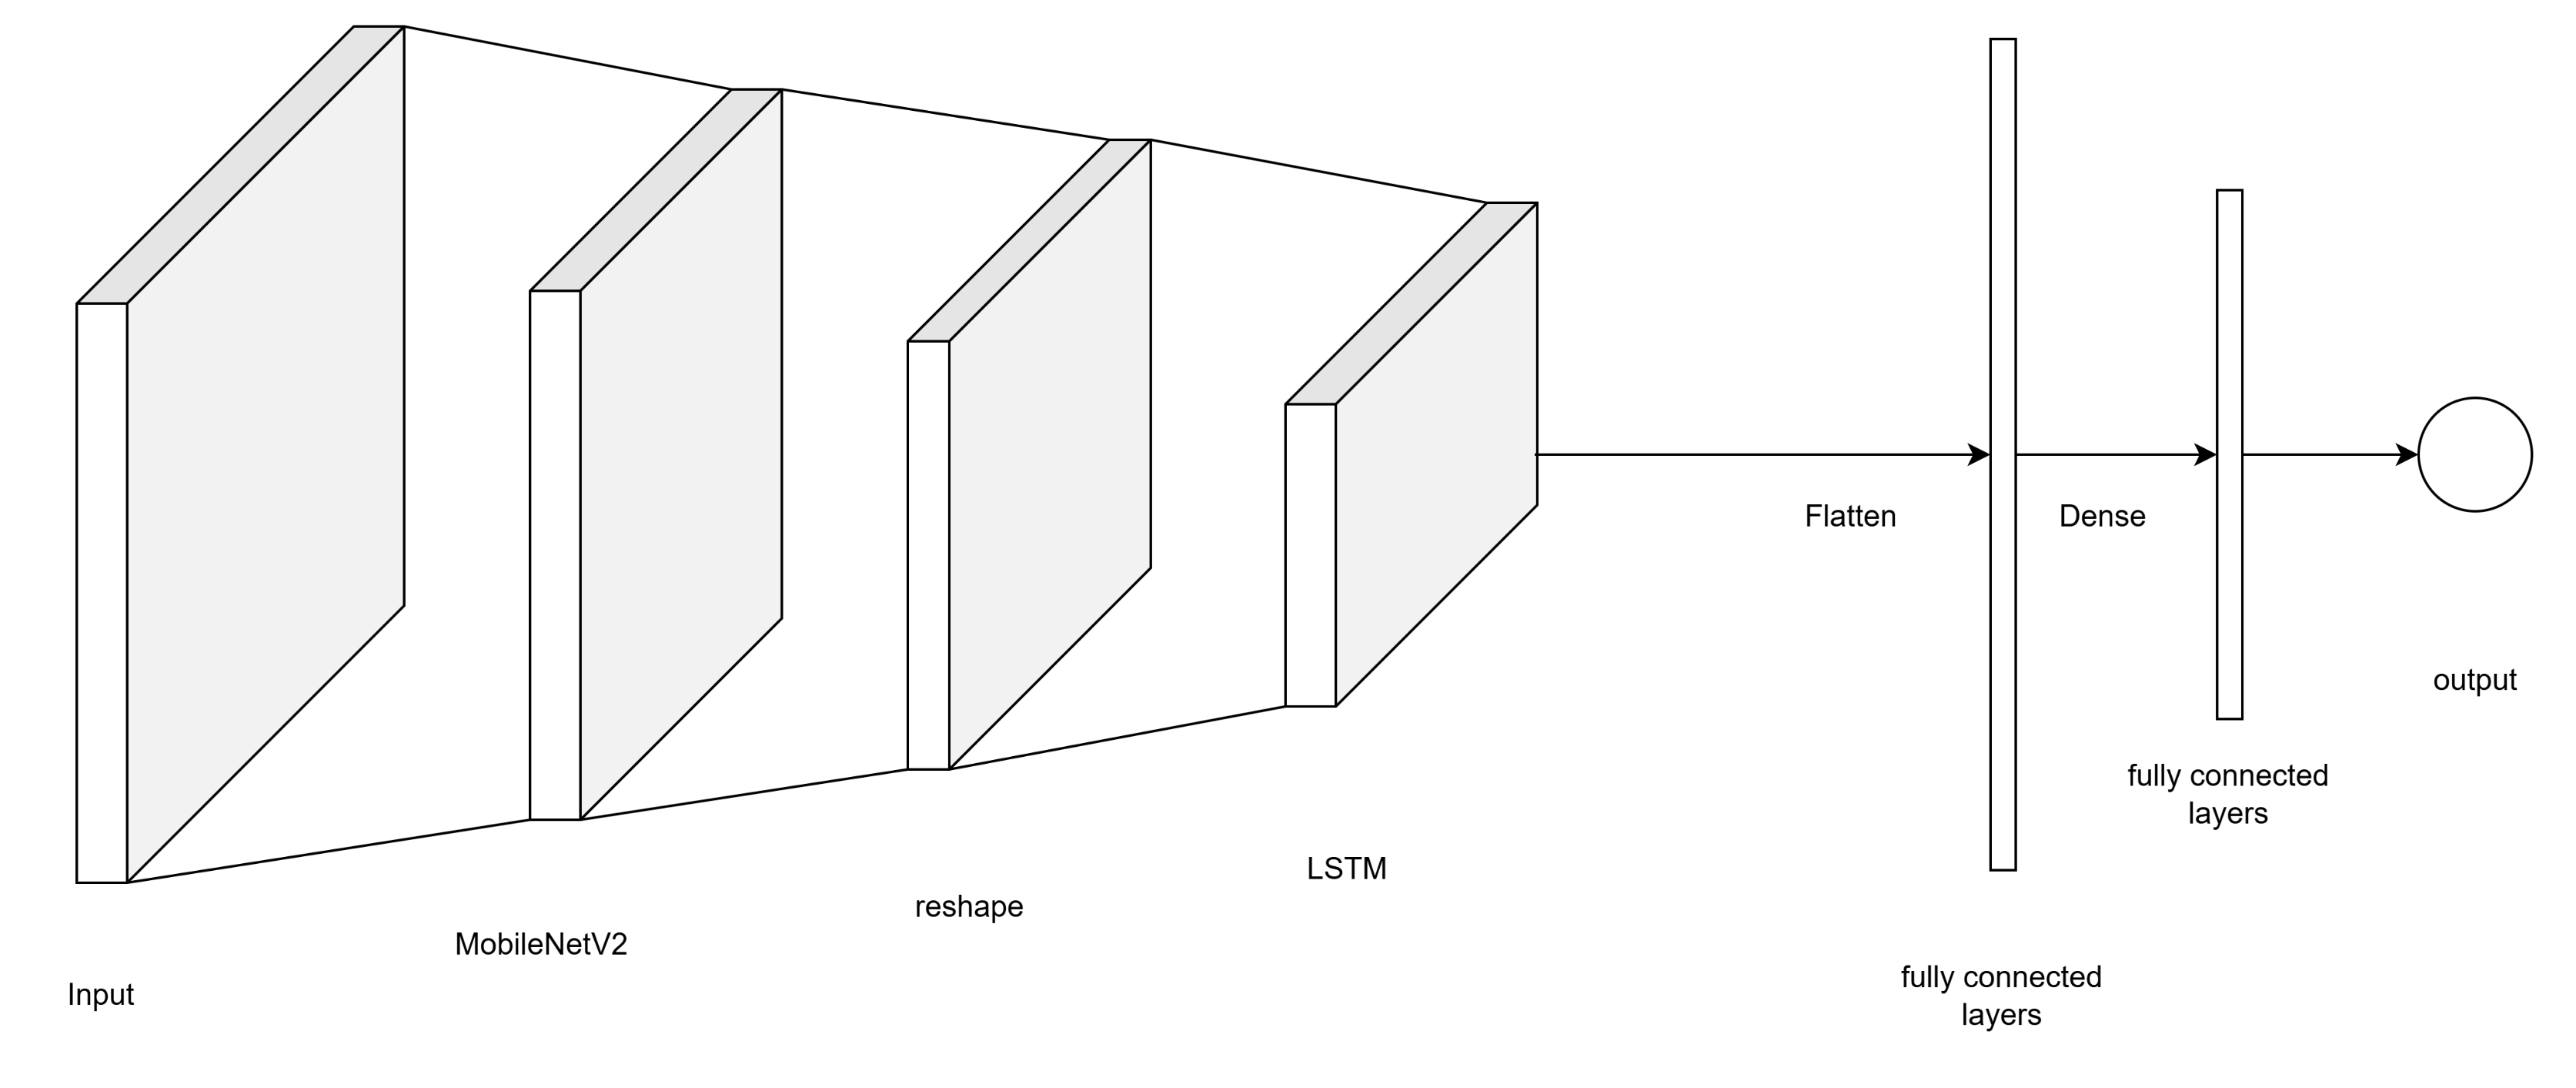 Input
MobileNetV2
reshape
LSTM
Flatten
fully connected
layers
Dense
fully connected
layers
output